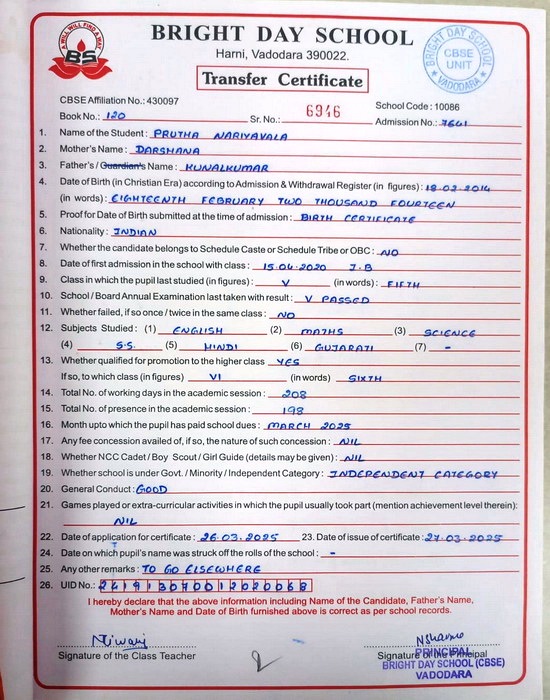 A WILL WILL FIND A WAY
BS
BRIGHT DAY SCHOOL
Harni, Vadodara 390022.
Transfer Certificate
BRIGHT DAY SCHOOL
CBSE
UNIT
VADODARA
CBSE Affiliation No.: 430097
School Code : 10086
Book No.: 120 Sr. No.: 6946 Admission No.: 7641
1. Name of the Student : PRUTHA NARIYAVALA
2. Mother's Name : DARSHANA
3. Father's / Guardian's Name : KUNALKUMAR
4. Date of Birth (in Christian Era) according to Admission & Withdrawal Register (in figures) : 18.02.2014
(in words) : EIGHTEENTH FEBRUARY TWO THOUSAND FOURTEEN
5. Proof for Date of Birth submitted at the time of admission : BIRTH CERTIFICATE
6. Nationality : INDIAN
7. Whether the candidate belongs to Schedule Caste or Schedule Tribe or OBC : NO
8. Date of first admission in the school with class : 15.04.2020 I.B
9. Class in which the pupil last studied (in figures) : V (in words) : FIFTH
10. School / Board Annual Examination last taken with result : V PASSED
11. Whether failed, if so once / twice in the same class : NO
12. Subjects Studied : (1) ENGLISH (2) MATHS (3) SCIENCE
(4) S.S. (5) HINDI (6) GUJARATI (7) -
13. Whether qualified for promotion to the higher class YES
If so, to which class (in figures) VI (in words) SIXTH
14. Total No. of working days in the academic session : 208
15. Total No. of presence in the academic session : 198
16. Month upto which the pupil has paid school dues : MARCH 2025
17. Any fee concession availed of, if so, the nature of such concession : NIL
18. Whether NCC Cadet / Boy Scout / Girl Guide (details may be given) : NIL
19. Whether school is under Govt. / Minority / Independent Category : INDEPENDENT CATEGORY
20. General Conduct : GOOD
21. Games played or extra-curricular activities in which the pupil usually took part (mention achievement level therein):
NIL
22. Date of application for certificate : 26.03.2025 23. Date of issue of certificate : 27.03.2025
24. Date on which pupil's name was struck off the rolls of the school : -
25. Any other remarks : TO GO ELSEWHERE
26. UID No.: 241913070012020068
I hereby declare that the above information including Name of the Candidate, Father's Name,
Mother's Name and Date of Birth furnished above is correct as per school records.
Signature of the Class Teacher
Signature of the Principal
PRINCIPAL
BRIGHT DAY SCHOOL (CBSE)
VADODARA